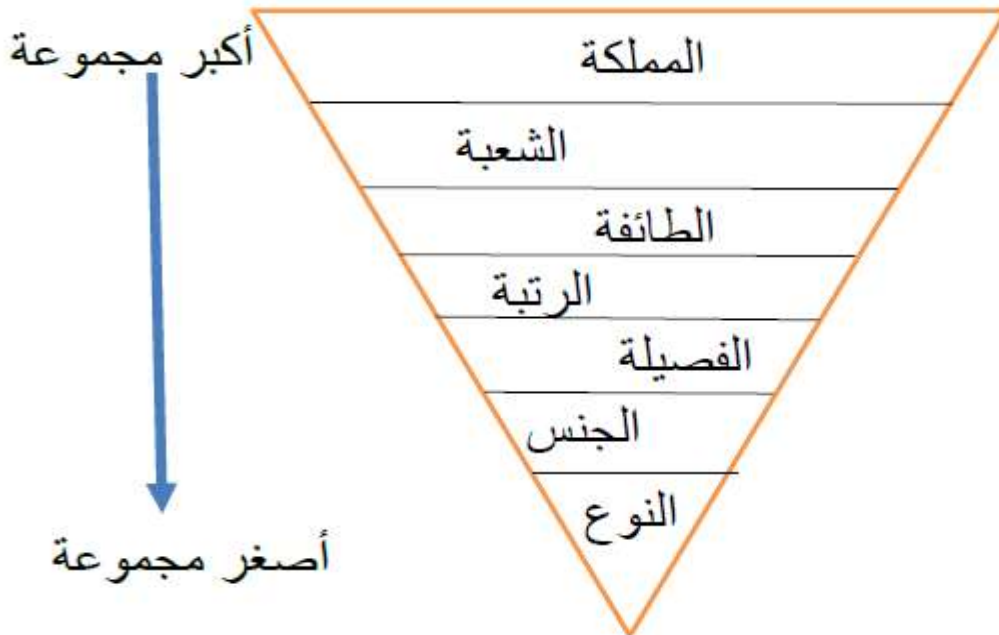 أكبر مجموعة
المملكة
الشعبة
الطائفة
الرتبة
الفصيلة
الجنس
النوع
أصغر مجموعة